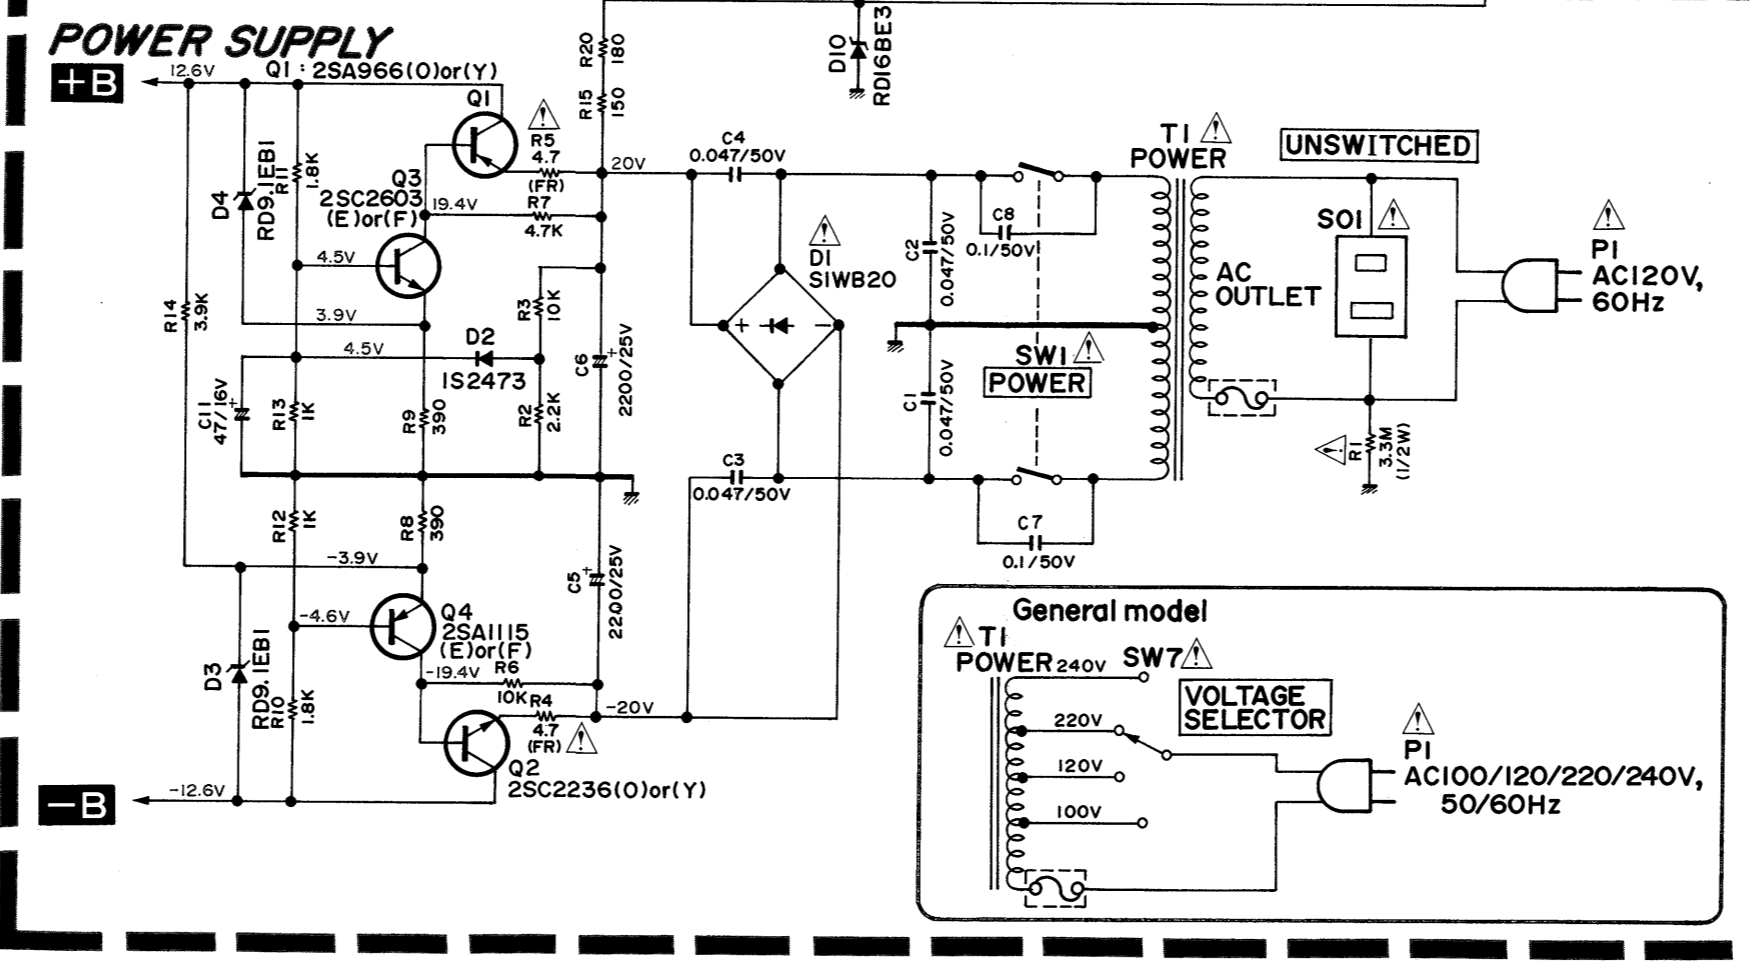 POWER SUPPLY
+B
12.6V
Q1 : 2SA966(O)or(Y)
Q1
R5
4.7
(FR)
R20
180
R15
150
D10
RD16BE3
20V
C4
0.047/50V
T1
POWER
UNSWITCHED
D4
RD9.1EB1
R11
1.8K
Q3
2SC2603
(E)or(F)
19.4V
R7
4.7K
4.5V
D1
S1WB20
C2
0.047/50V
C8
0.1/50V
AC
OUTLET
SO1
P1
AC120V,
60Hz
R14
3.9K
3.9V
R3
10K
4.5V
D2
1S2473
C6
+
2200/25V
+
−
SW1
POWER
C11
47/16V
+
R13
1K
R9
390
R2
2.2K
C1
0.047/50V
R1
3.3M
(1/2W)
C3
0.047/50V
R12
1K
R8
390
C7
0.1/50V
−3.9V
C5
+
2200/25V
−4.6V
Q4
2SA1115
(E)or(F)
D3
RD9.1EB1
R10
1.8K
−19.4V
R6
10K
R4
4.7
(FR)
−20V
Q2
2SC2236(O)or(Y)
−12.6V
−B
General model
T1
POWER
240V
SW7
VOLTAGE
SELECTOR
220V
120V
100V
P1
AC100/120/220/240V,
50/60Hz